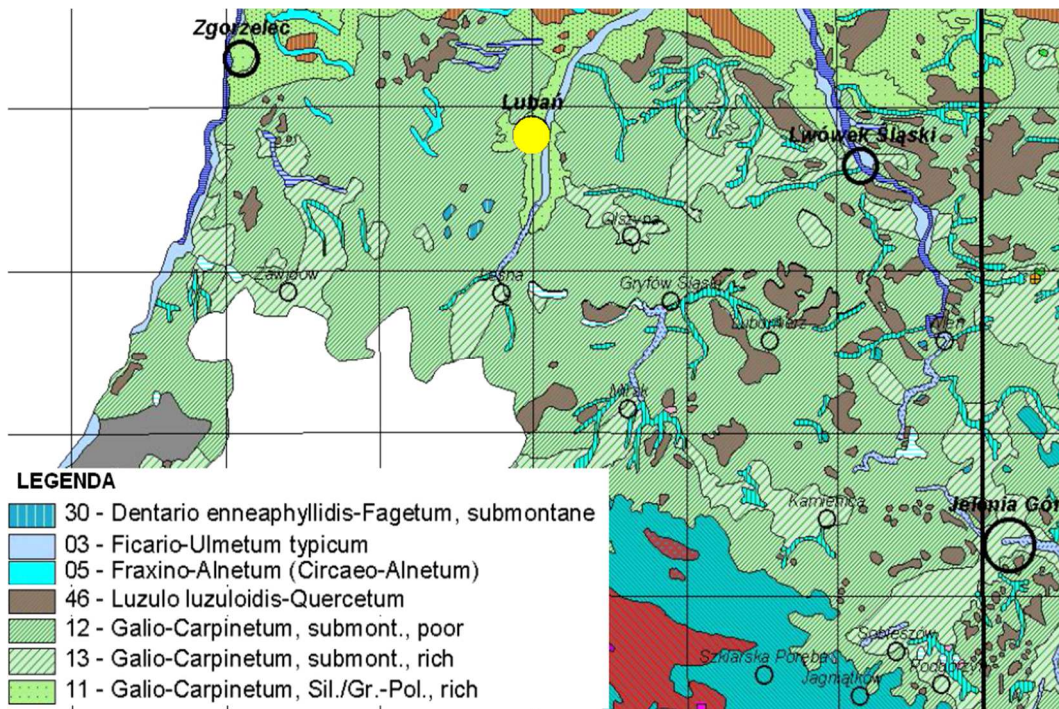 Zgorzelec
Lubań
Lwówek Śląski
Olszyna
Zawidów
Leśna
Gryfów Śląski
Lubomierz
Wleń
Mirsk
Kamienica
Jelenia Gór
LEGENDA
30 - Dentario enneaphyllidis-Fagetum, submontane
03 - Ficario-Ulmetum typicum
05 - Fraxino-Alnetum (Circaeo-Alnetum)
46 - Luzulo luzuloidis-Quercetum
12 - Galio-Carpinetum, submont., poor
13 - Galio-Carpinetum, submont., rich
11 - Galio-Carpinetum, Sil./Gr.-Pol., rich
Sobieszów
Szklarska Poręba
Podgórzyn
Jagniątków